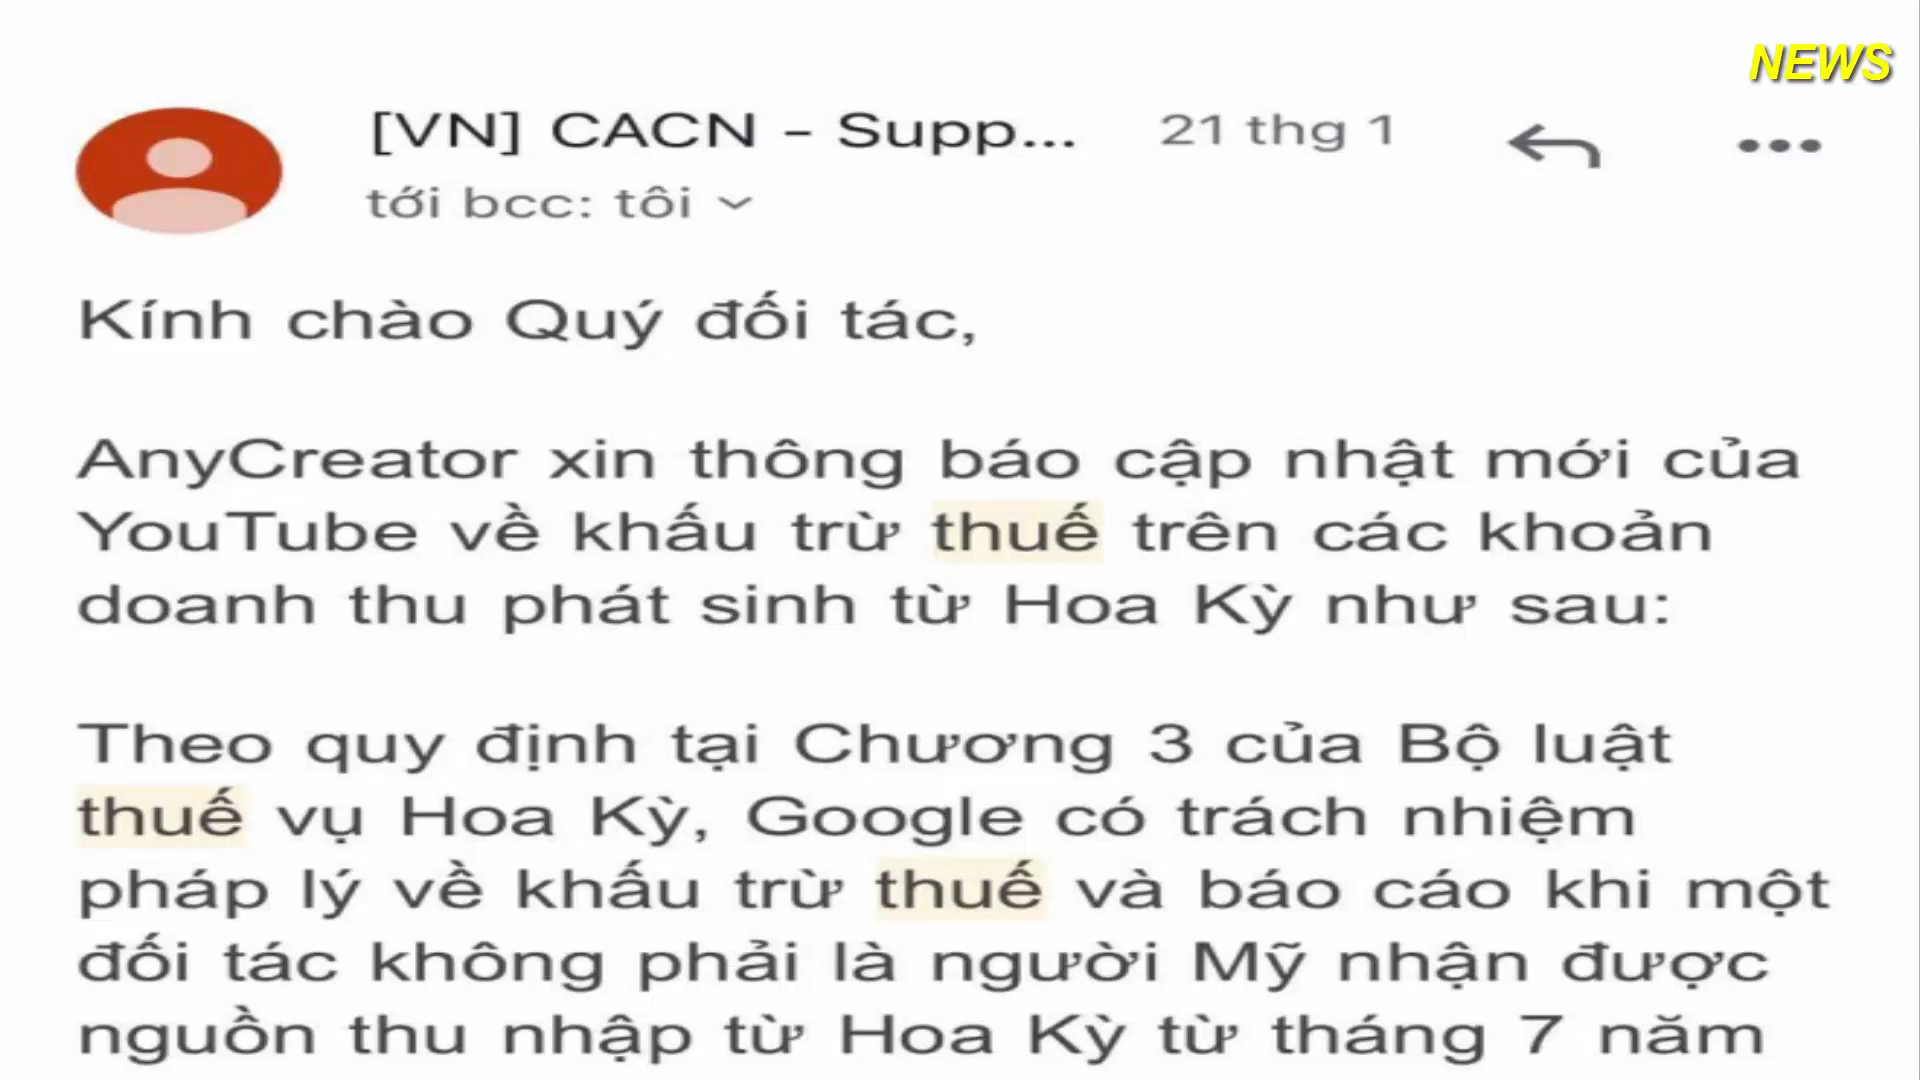 NEWS
[VN] CACN - Supp... 21 thg 1
tới bcc: tôi
Kính chào Quý đối tác,
AnyCreator xin thông báo cập nhật mới của
YouTube về khấu trừ thuế trên các khoản
doanh thu phát sinh từ Hoa Kỳ như sau:
Theo quy định tại Chương 3 của Bộ luật
thuế vụ Hoa Kỳ, Google có trách nhiệm
pháp lý về khấu trừ thuế và báo cáo khi một
đối tác không phải là người Mỹ nhận được
nguồn thu nhập từ Hoa Kỳ từ tháng 7 năm